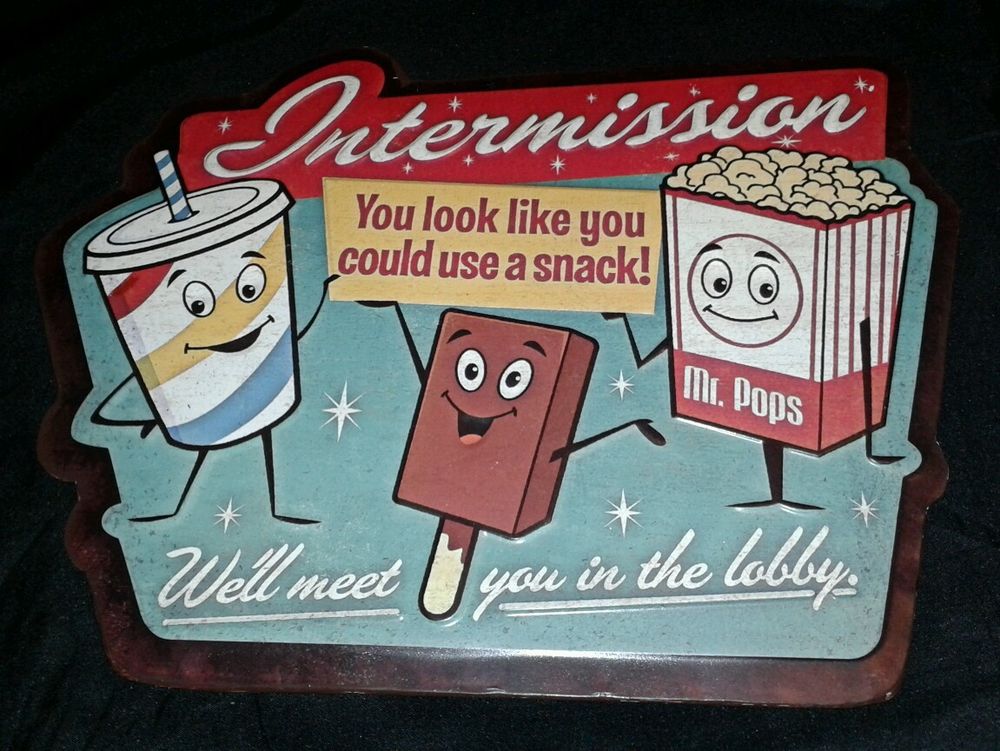 Intermission
You look like you
could use a snack!
Mr. Pops
We'll meet you in the lobby.